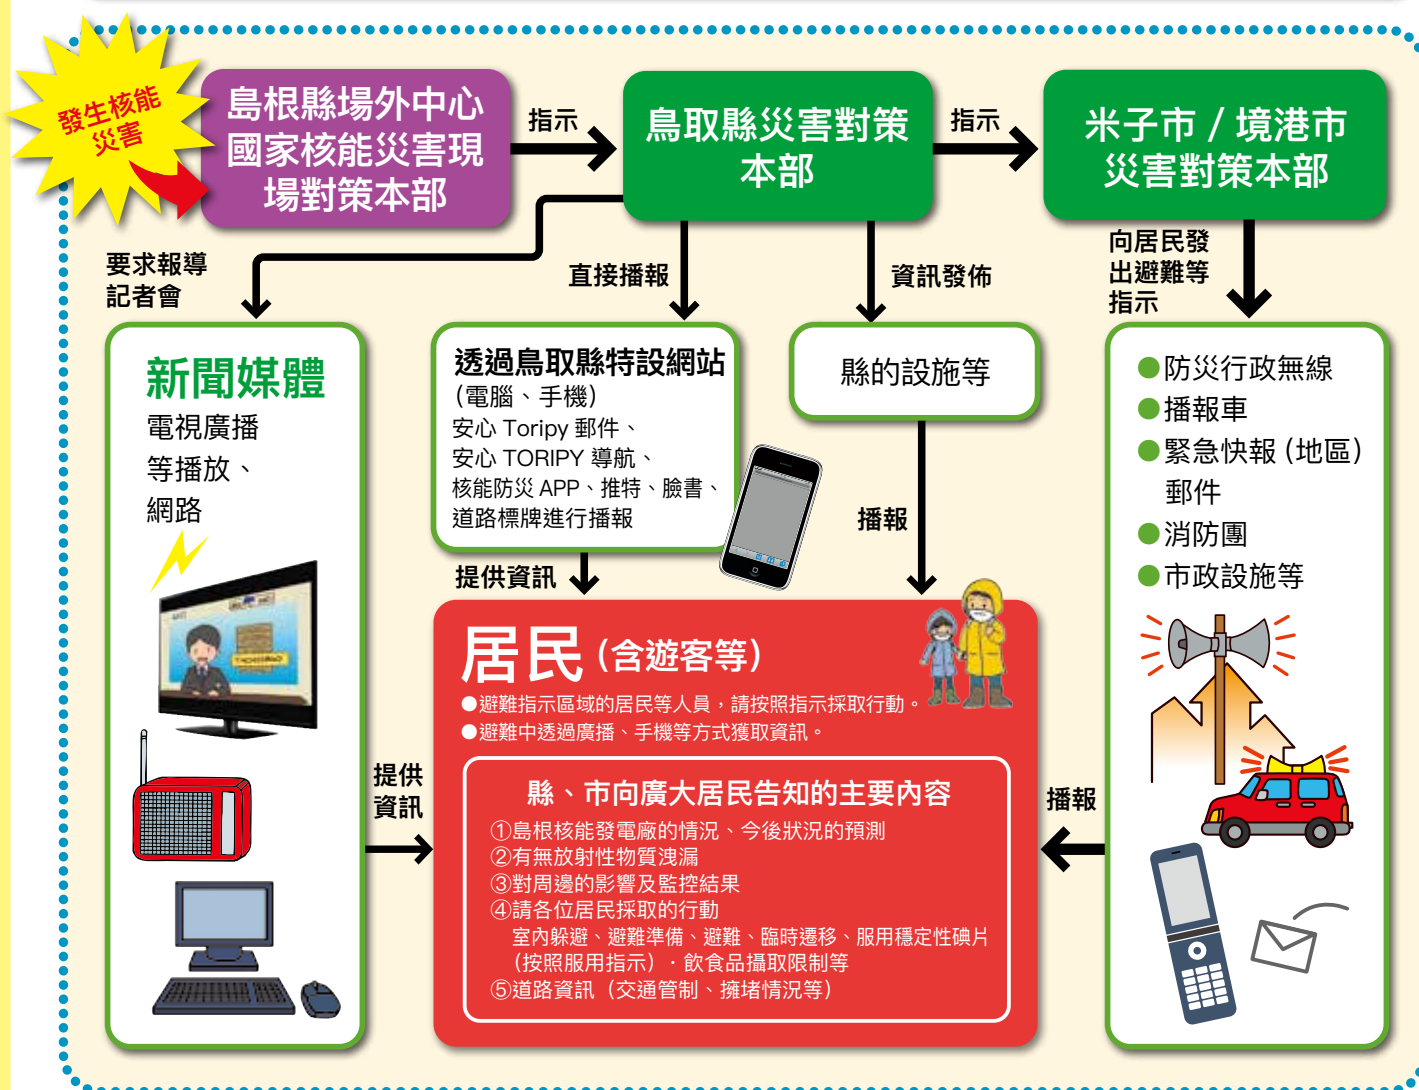 發生核能
災害
島根縣場外中心
國家核能災害現
場對策本部
指示
鳥取縣災害對策
本部
指示
米子市 / 境港市
災害對策本部
要求報導
記者會
直接播報
資訊發佈
向居民發
出避難等
指示
新聞媒體
電視廣播
等播放、
網路
透過鳥取縣特設網站
(電腦、手機)
安心 Toripy 郵件、
安心 TORIPY 導航、
核能防災 APP、推特、臉書、
道路標牌進行播報
縣的設施等
●防災行政無線
●播報車
●緊急快報 (地區)
郵件
●消防團
●市政設施等
提供資訊
播報
居民 (含遊客等)
●避難指示區域的居民等人員，請按照指示採取行動。
●避難中透過廣播、手機等方式獲取資訊。
提供
資訊
播報
縣、市向廣大居民告知的主要內容
①島根核能發電廠的情況、今後狀況的預測
②有無放射性物質洩漏
③對周邊的影響及監控結果
④請各位居民採取的行動
室內躲避、避難準備、避難、臨時遷移、服用穩定性碘片
(按照服用指示)．飲食品攝取限制等
⑤道路資訊（交通管制、擁堵情況等）